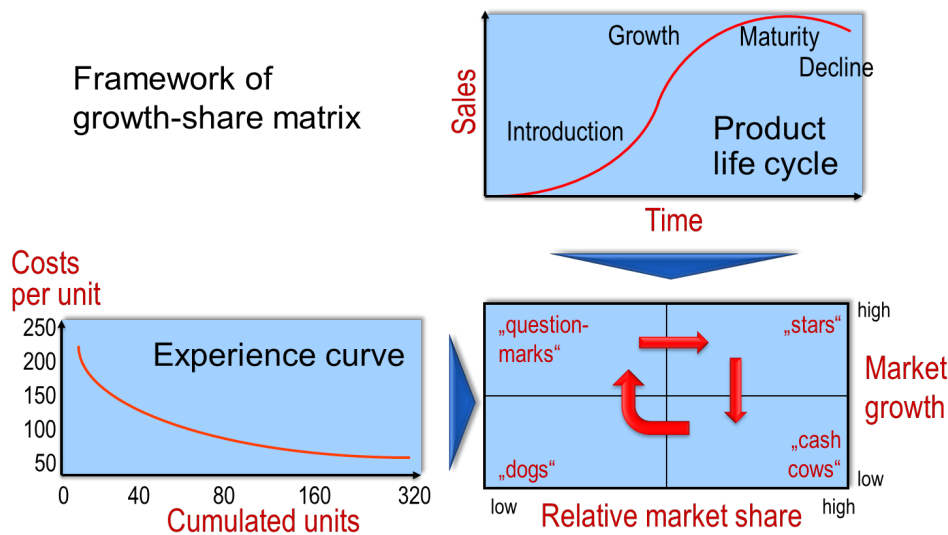 Framework of
growth-share matrix
Sales
Growth
Maturity
Decline
Introduction
Product
life cycle
Time
Costs
per unit
250
200
150
100
50
Experience curve
0 40 80 160 320
Cumulated units
„question-
marks“
„stars“
„dogs“
„cash
cows“
high
Market
growth
low
low
high
Relative market share